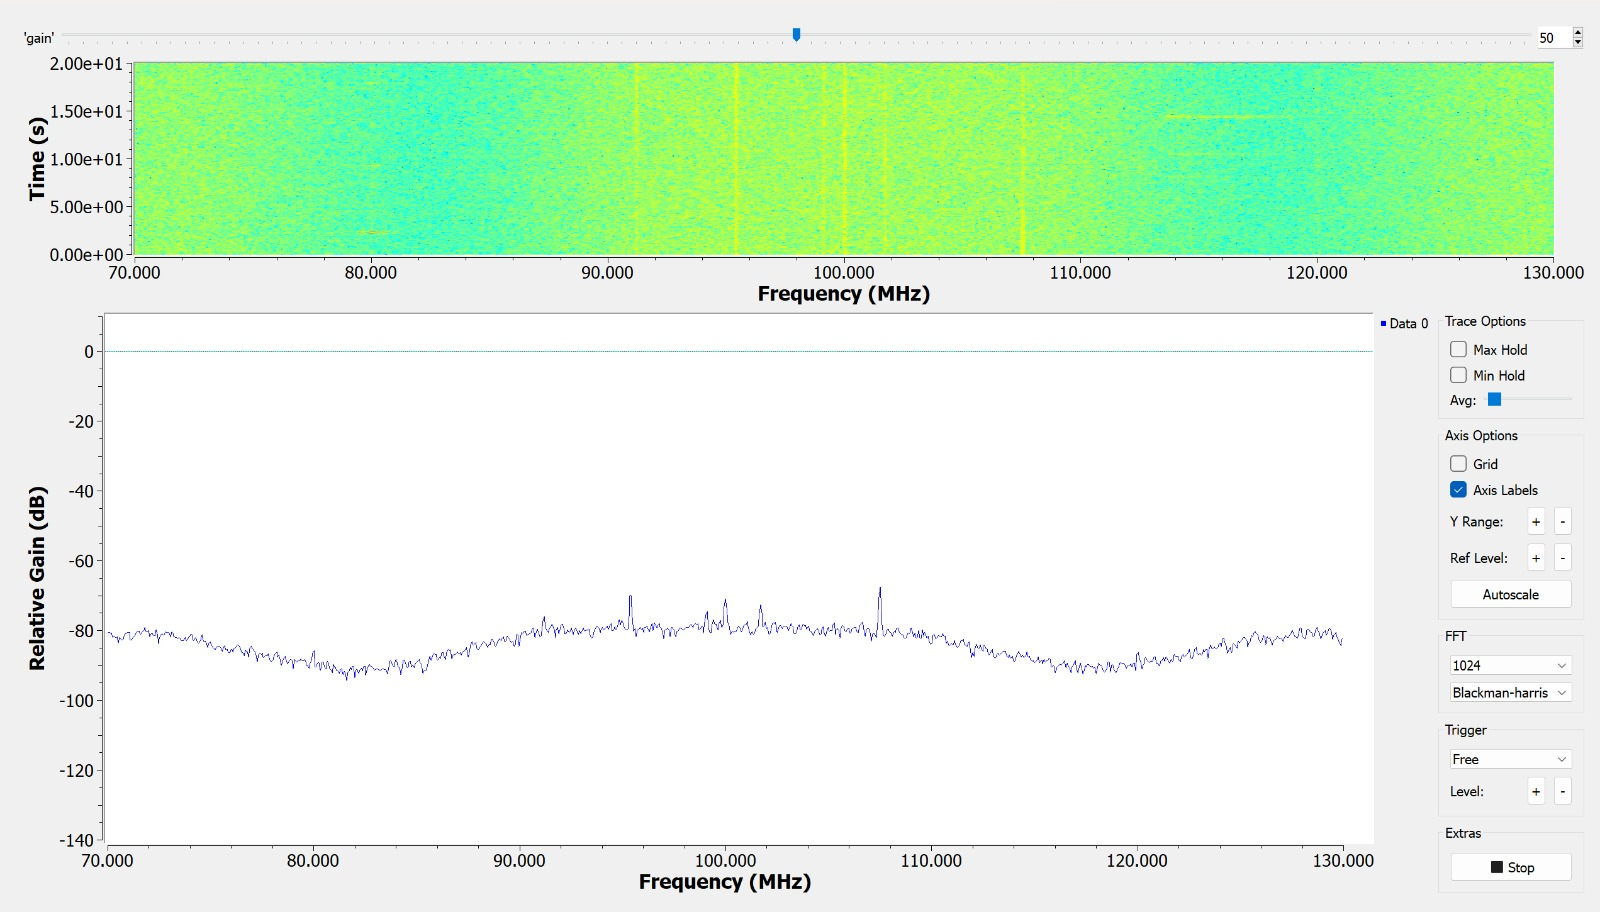 'gain'
50
2.00e+01
1.50e+01
1.00e+01
5.00e+00
0.00e+00
Time (s)
70.000 80.000 90.000 100.000 110.000 120.000 130.000
Frequency (MHz)
Data 0
0
-20
-40
-60
-80
-100
-120
-140
Relative Gain (dB)
70.000 80.000 90.000 100.000 110.000 120.000 130.000
Frequency (MHz)
Trace Options
Max Hold
Min Hold
Avg:
Axis Options
Grid
Axis Labels
Y Range: + -
Ref Level: + -
Autoscale
FFT
1024
Blackman-harris
Trigger
Free
Level: + -
Extras
Stop